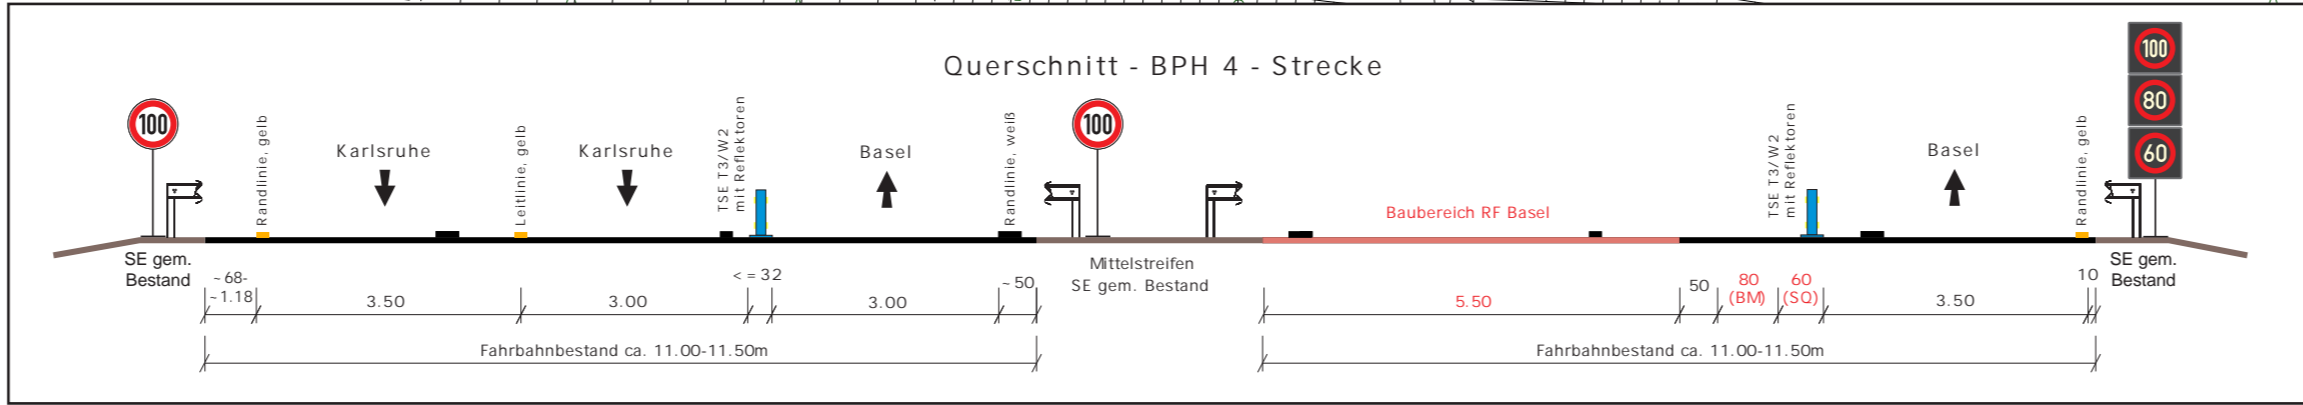 Querschnitt - BPH 4 - Strecke
100
Randlinie, gelb
Karlsruhe
Leitlinie, gelb
Karlsruhe
TSE T3/W2
mit Reflektoren
Basel
Randlinie, weiß
100
Baubereich RF Basel
TSE T3/W2
mit Reflektoren
Basel
Randlinie, gelb
100
80
60
SE gem.
Bestand
Mittelstreifen
SE gem. Bestand
SE gem.
Bestand
~68-
~1.18
3.50
3.00
< = 32
3.00
~50
5.50
50
80
(BM)
60
(SQ)
3.50
10
Fahrbahnbestand ca. 11.00-11.50m
Fahrbahnbestand ca. 11.00-11.50m